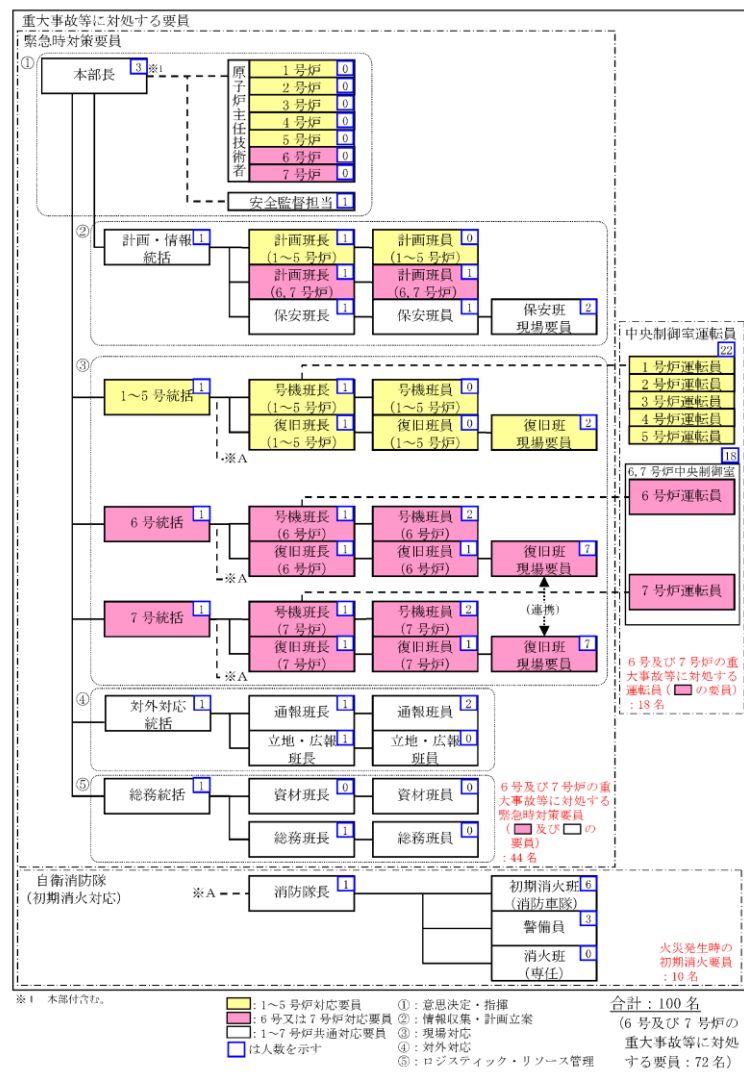 重大事故等に対処する要員
緊急時対策要員
①
本部長 3 ※1
原子炉主任技術者
1号炉 0
2号炉 0
3号炉 0
4号炉 0
5号炉 0
6号炉 0
7号炉 0
安全監督担当 1
②
計画・情報統括 1
計画班長 1
(1～5号炉)
計画班員 0
(1～5号炉)
計画班長 1
(6,7号炉)
計画班員 1
(6,7号炉)
保安班長 1
保安班員 1
保安班 2
現場要員
中央制御室運転員
22
1号炉運転員
2号炉運転員
3号炉運転員
4号炉運転員
5号炉運転員
18
6,7号炉中央制御室
6号炉運転員
7号炉運転員
6号及び7号炉の重
大事故等に対処する
運転員(の要員)
:18名
③
1～5号統括 1
号機班長 1
(1～5号炉)
号機班員 0
(1～5号炉)
復旧班長 1
(1～5号炉)
復旧班員 0
(1～5号炉)
復旧班 2
現場要員
※A
6号統括 1
号機班長 1
(6号炉)
号機班員 2
(6号炉)
復旧班長 1
(6号炉)
復旧班員 1
(6号炉)
復旧班 7
現場要員
※A
(連携)
7号統括 1
号機班長 1
(7号炉)
号機班員 2
(7号炉)
復旧班長 1
(7号炉)
復旧班員 1
(7号炉)
復旧班 7
現場要員
※A
④
対外対応 1
統括
通報班長 1
通報班員 2
立地・広報 1
班長
立地・広報 0
班員
⑤
総務統括 1
資材班長 0
資材班員 0
総務班長 1
総務班員 0
6号及び7号炉の重
大事故等に対処する
緊急時対策要員
(及びの
要員)
:44名
自衛消防隊
(初期消火対応)
※A
消防隊長 1
初期消火班 6
(消防車隊)
警備員 3
消火班 0
(専任)
火災発生時の
初期消火要員
:10名
※1 本部付含む。
:1～5号炉対応要員
:6号又は7号炉対応要員
:1～7号炉共通対応要員
は人数を示す
①:意思決定・指揮
②:情報収集・計画立案
③:現場対応
④:対外対応
⑤:ロジスティック・リソース管理
合計:100名
(6号及び7号炉の
重大事故等に対処
する要員:72名)